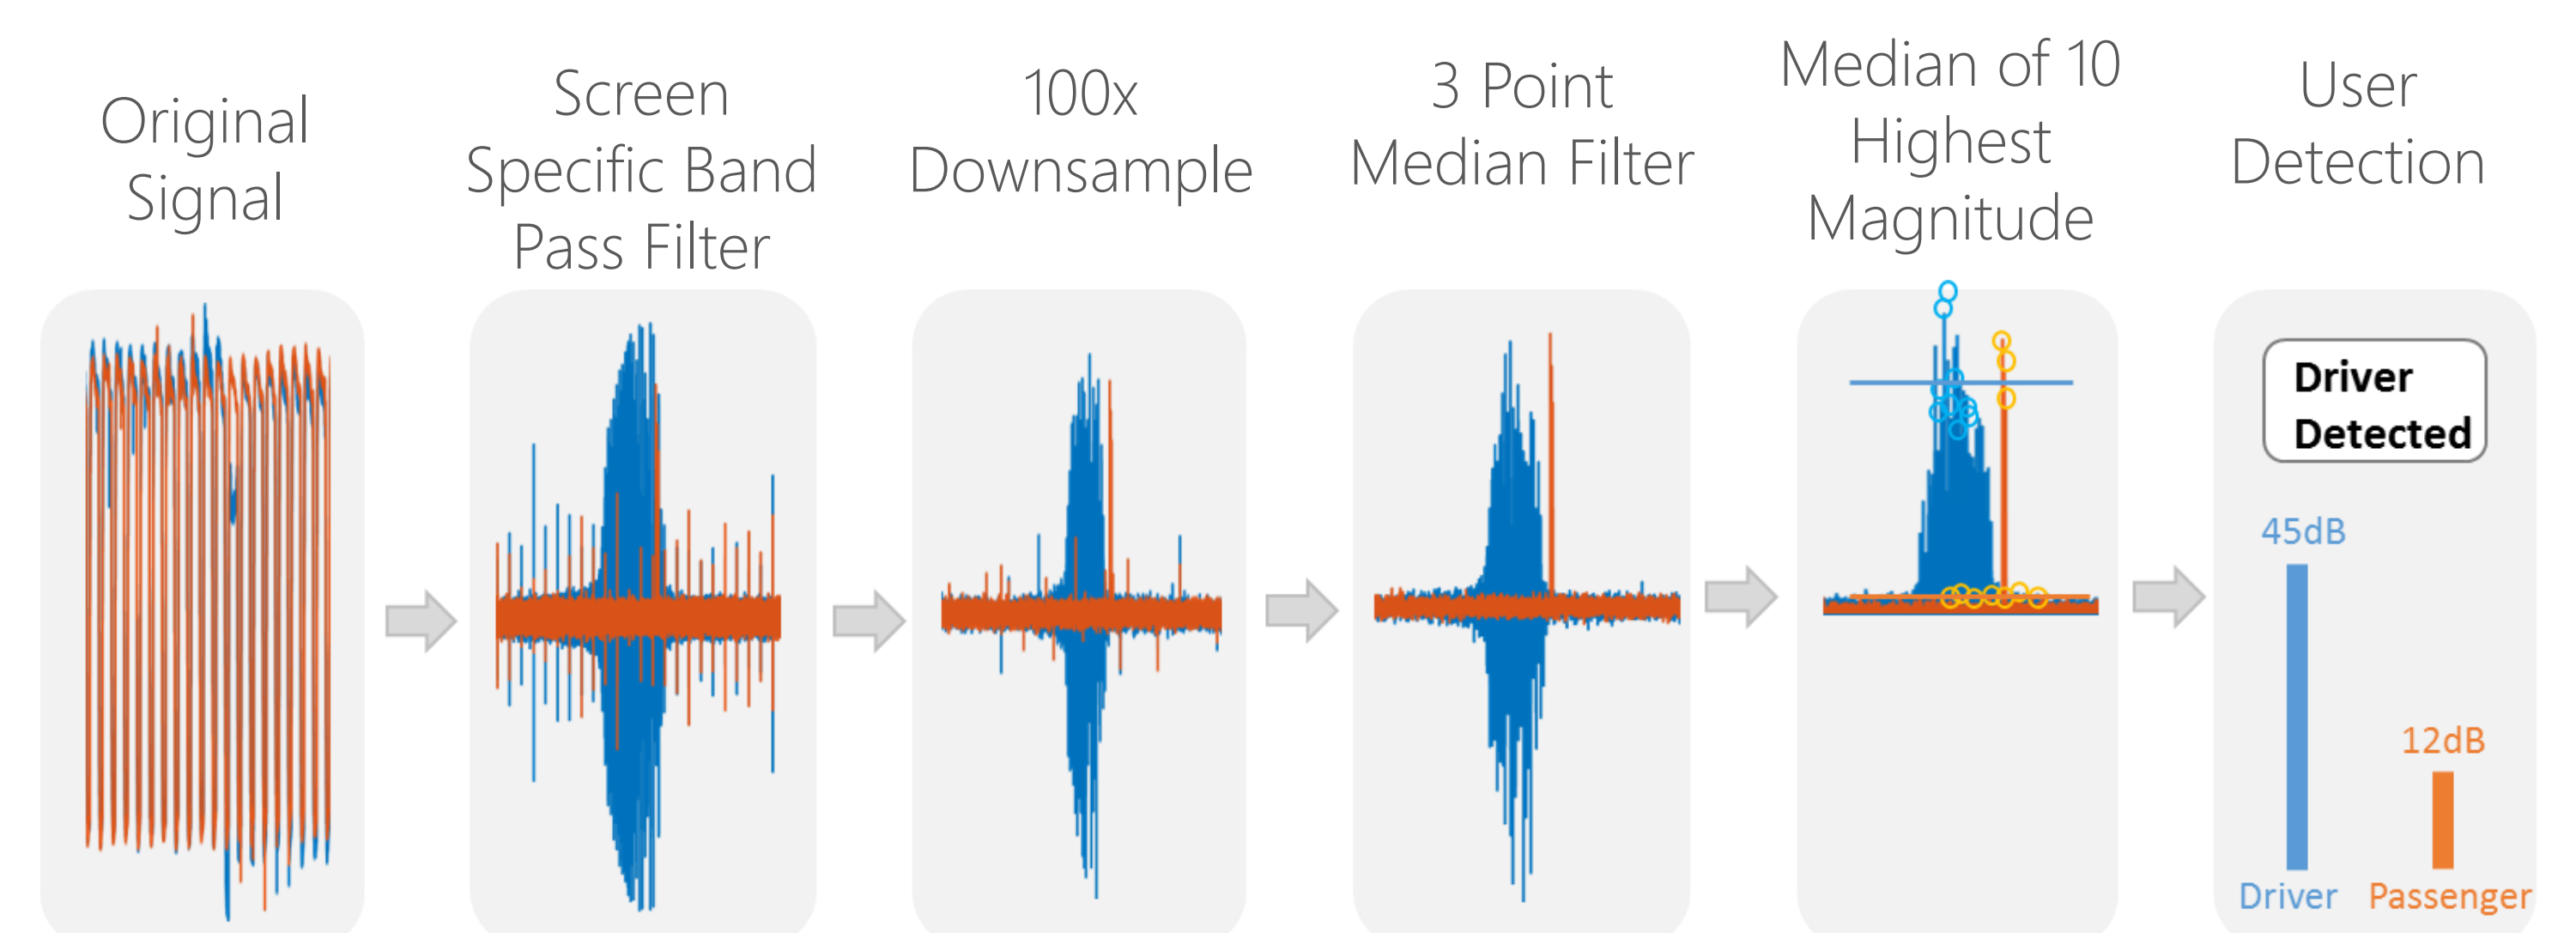 Original
Signal
Screen
Specific Band
Pass Filter
100x
Downsample
3 Point
Median Filter
Median of 10
Highest
Magnitude
User
Detection
Driver
Detected
45dB
12dB
Driver
Passenger